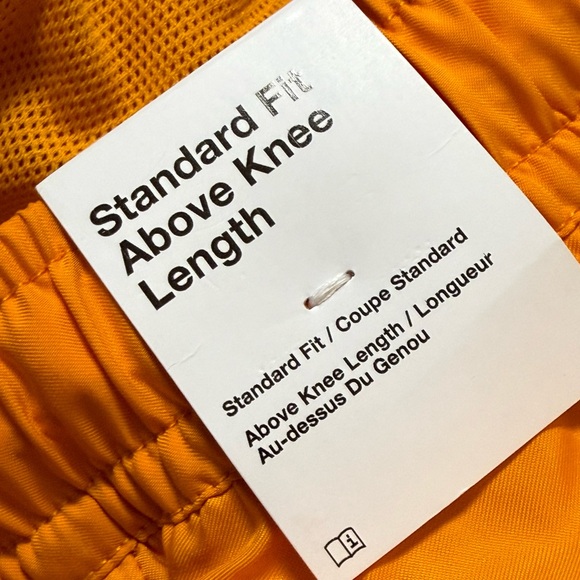 Standard Fit
Above Knee
Length
Standard Fit / Coupe Standard
Above Knee Length / Longueur
Au-dessus Du Genou
i